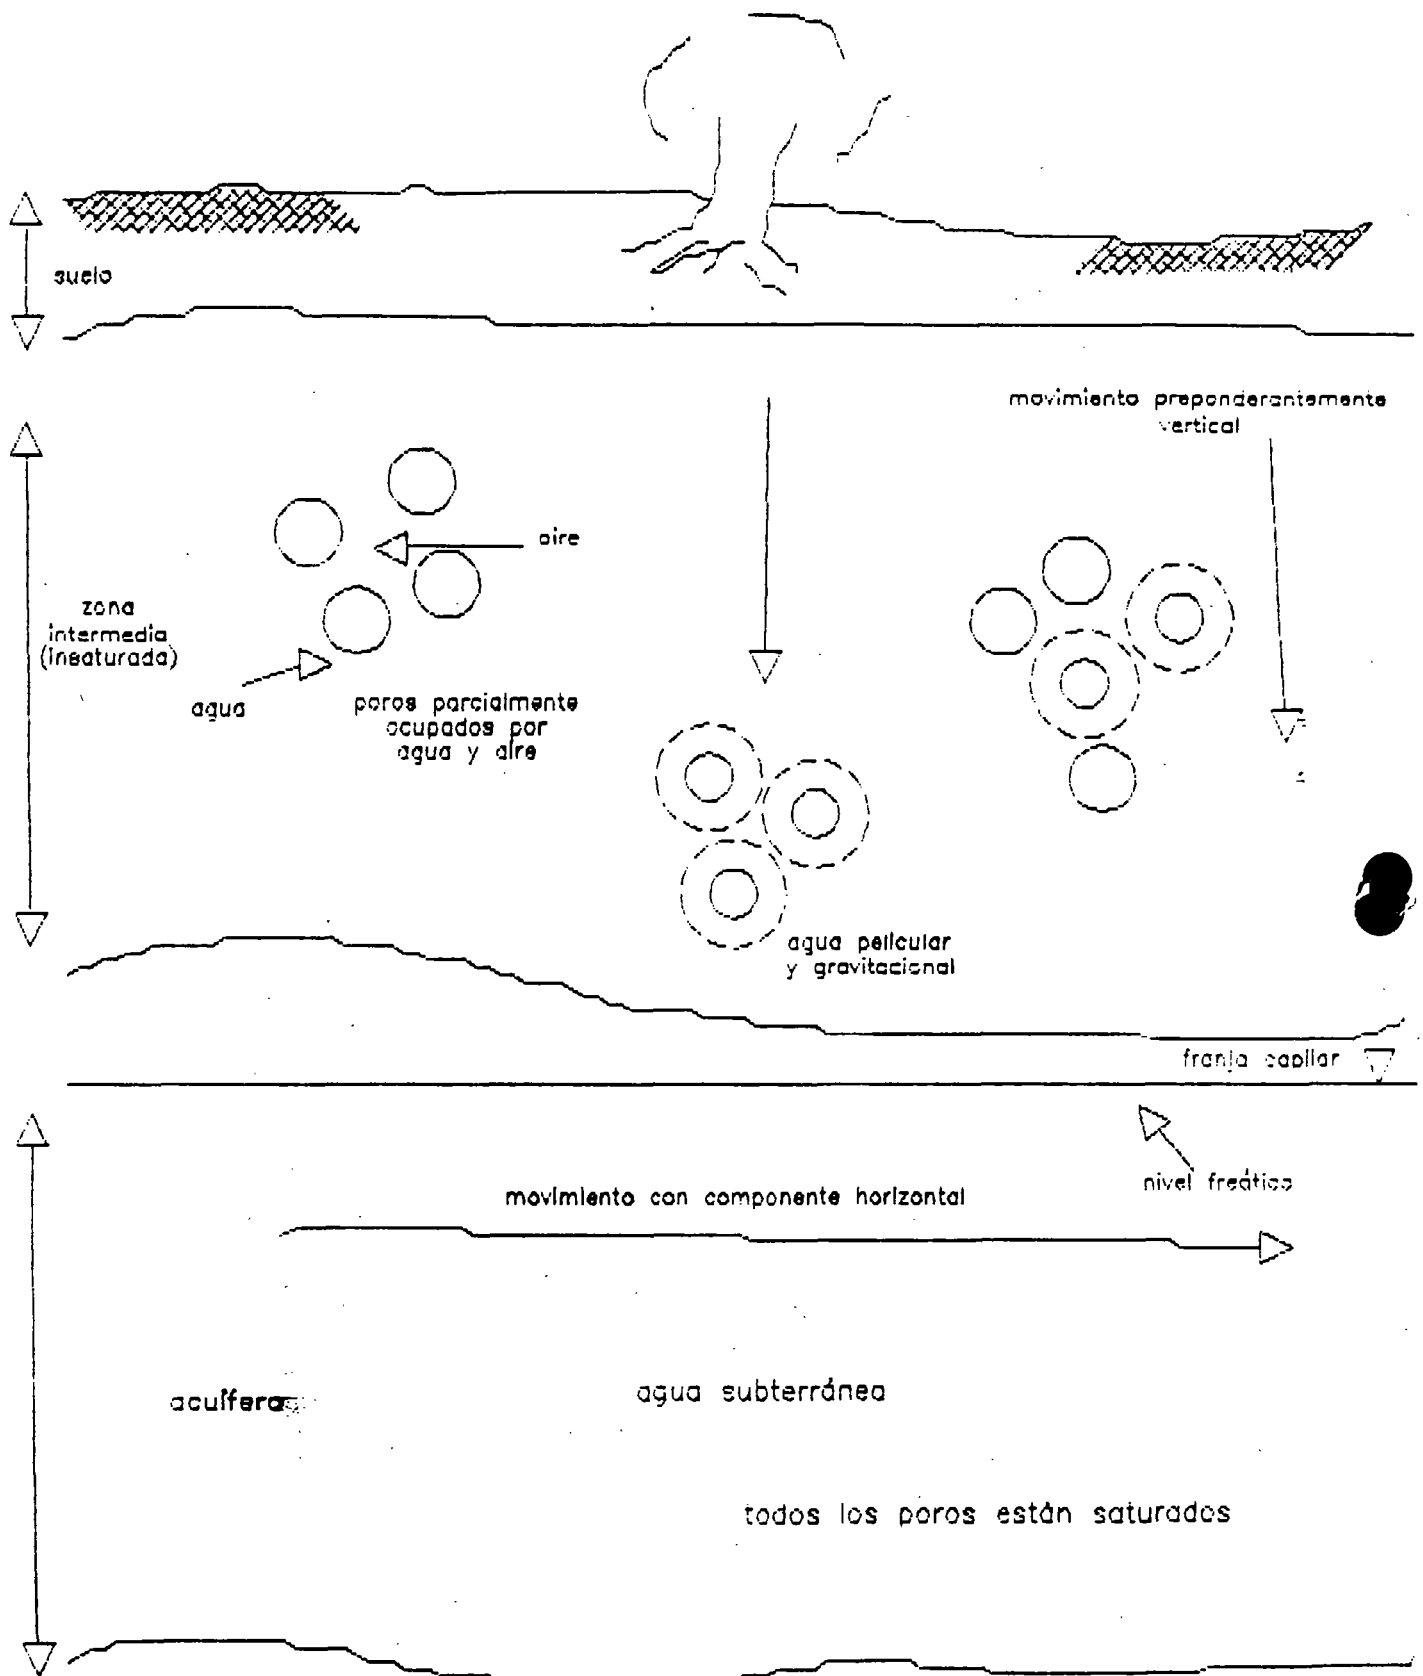 suelo
movimiento preponderantemente
vertical
aire
zona
intermedia
(insaturada)
agua
poros parcialmente
ocupados por
agua y aire
agua pelicular
y gravitacional
franja capilar
nivel freático
movimiento con componente horizontal
acuífero
agua subterránea
todos los poros están saturados